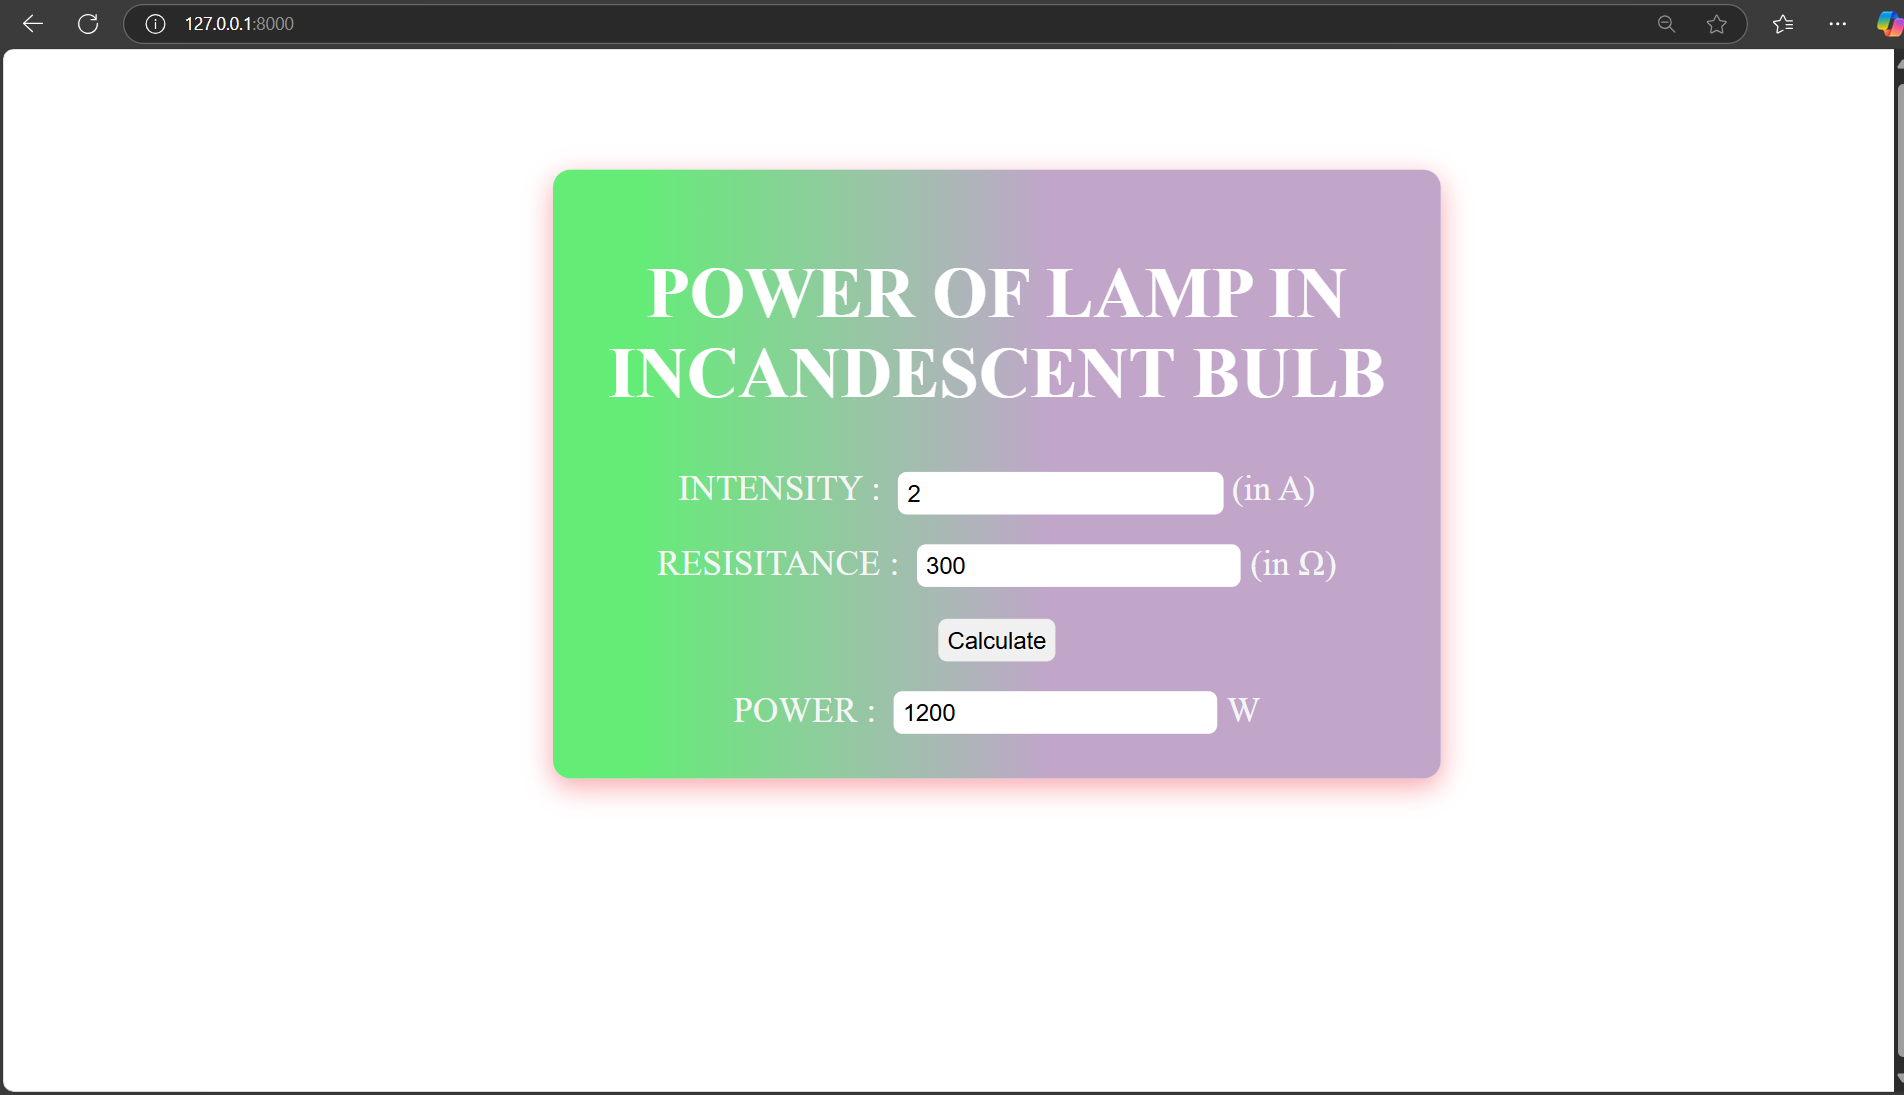 127.0.0.1:8000
POWER OF LAMP IN
INCANDESCENT BULB
INTENSITY : 2 (in A)
RESISITANCE : 300 (in Ω)
Calculate
POWER : 1200 W